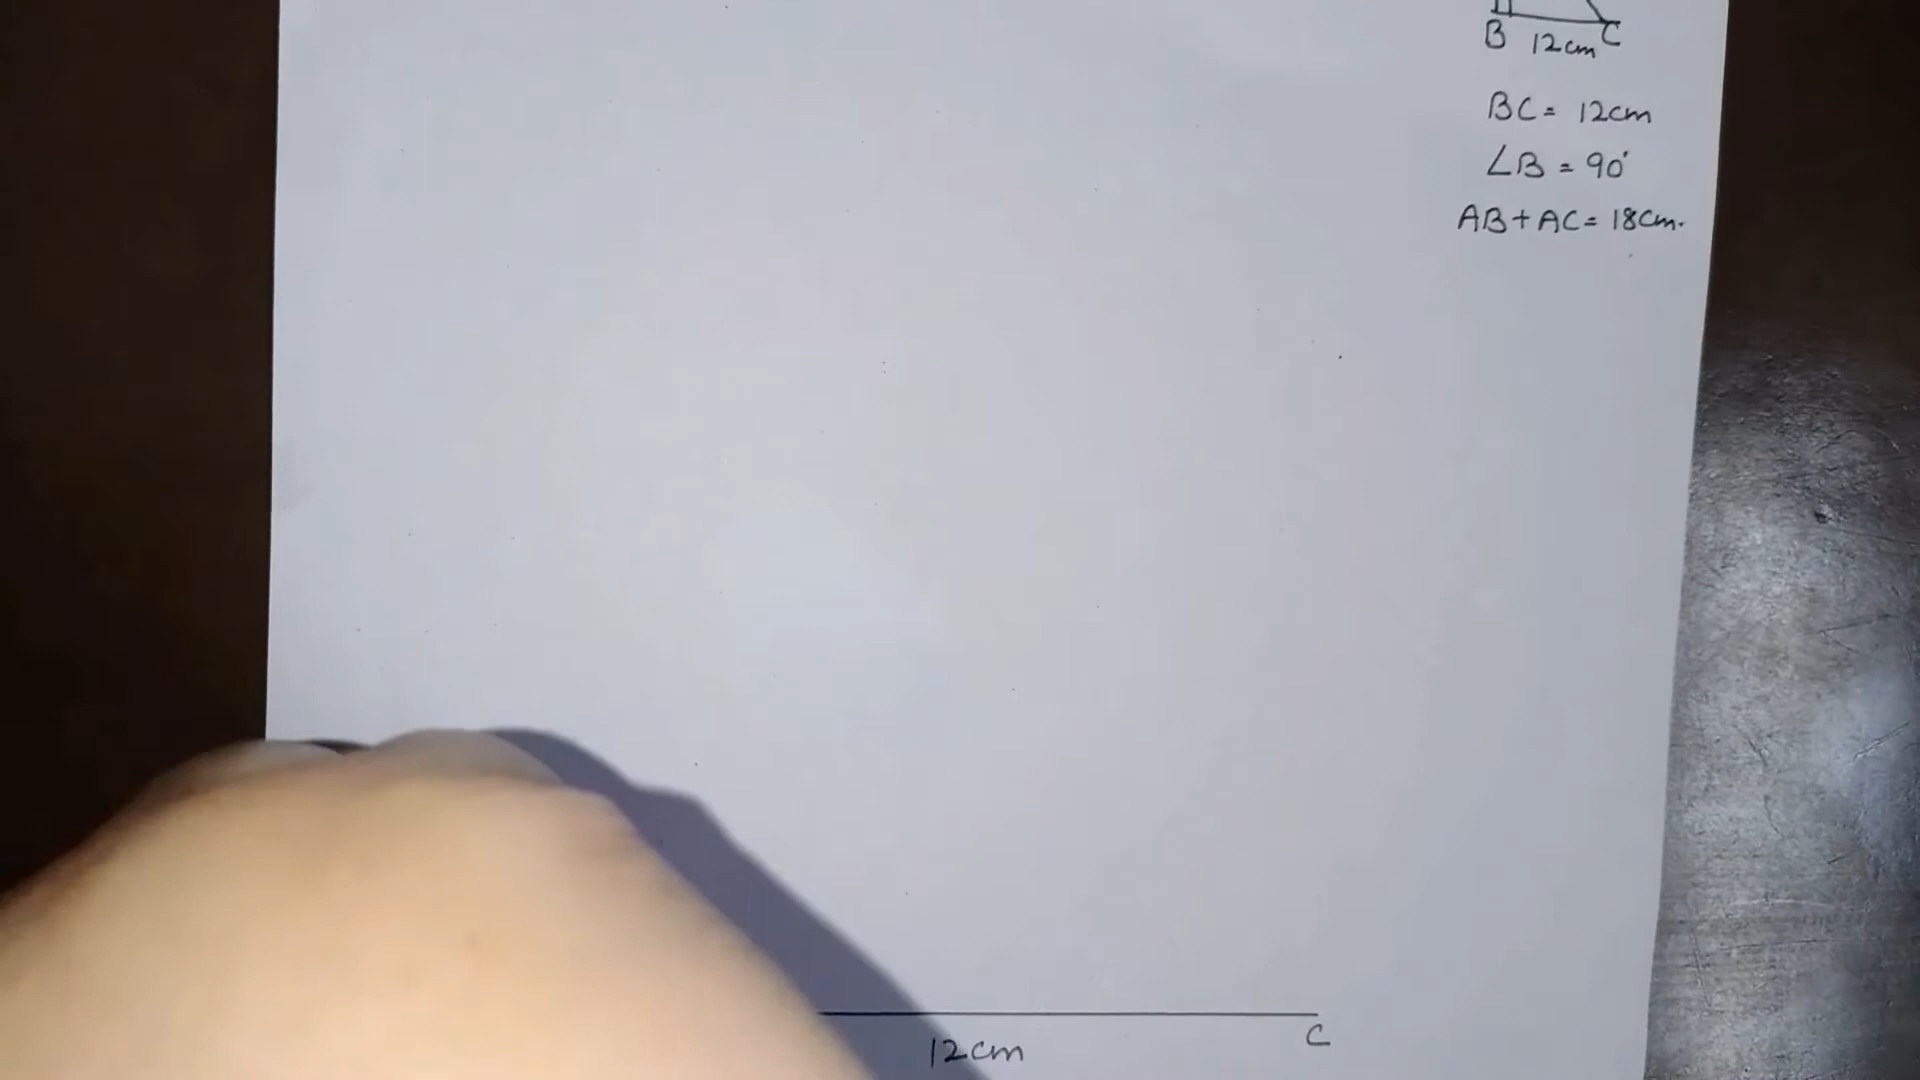 B 12cm C
BC = 12cm
∠B = 90°
AB + AC = 18cm.
C
12cm